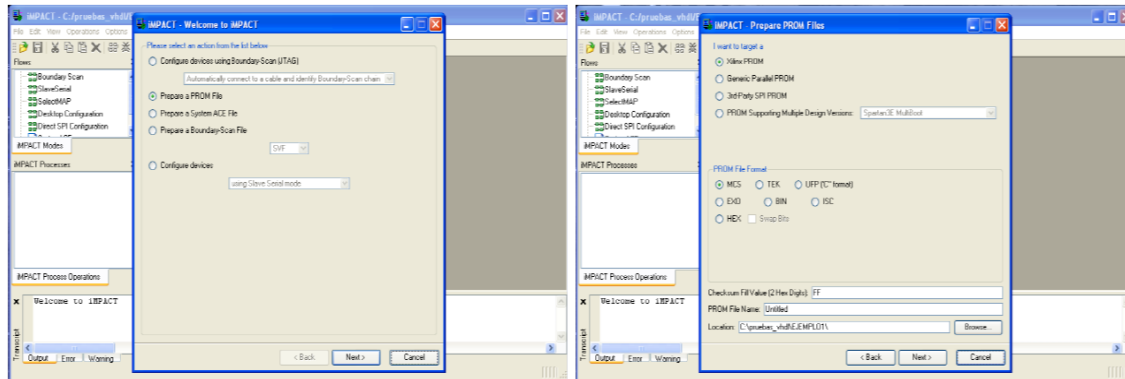 iMPACT - C:/pruebas_vhdl/E
File Edit View Operations Options
Flows
Boundary Scan
SlaveSerial
SelectMAP
Desktop Configuration
Direct SPI Configuration
iMPACT Modes
iMPACT Processes
iMPACT Process Operations
Welcome to iMPACT
Transcript
Output Error Warning
iMPACT - Welcome to iMPACT
Please select an action from the list below
Configure devices using Boundary-Scan (JTAG)
Automatically connect to a cable and identify Boundary-Scan chain
Prepare a PROM File
Prepare a System ACE File
Prepare a Boundary-Scan File
SVF
Configure devices
using Slave Serial mode
< Back Next > Cancel
iMPACT - C:/pruebas_vhdl/E
File Edit View Operations Options
Flows
Boundary Scan
SlaveSerial
SelectMAP
Desktop Configuration
Direct SPI Configuration
iMPACT Modes
iMPACT Processes
iMPACT Process Operations
Welcome to iMPACT
Transcript
Output Error Warning
iMPACT - Prepare PROM Files
I want to target a
Xilinx PROM
Generic Parallel PROM
3rd-Party SPI PROM
PROM Supporting Multiple Design Versions: Spartan3E MultiBoot
PROM File Format
MCS TEK UFP ("C" format)
EXO BIN ISC
HEX Swap Bits
Checksum Fill Value (2 Hex Digits): FF
PROM File Name: Untitled
Location: C:\pruebas_vhdl\EJEMPLO1\ Browse...
< Back Next > Cancel